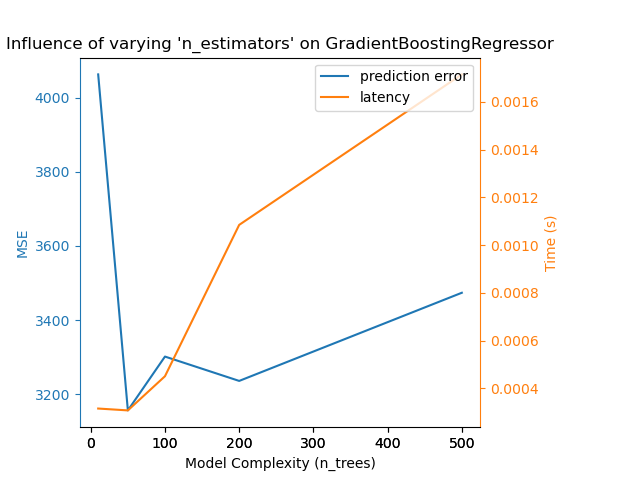 Influence of varying 'n_estimators' on GradientBoostingRegressor
prediction error
latency
4000
3800
3600
3400
3200
MSE
0.0016
0.0014
0.0012
0.0010
0.0008
0.0006
0.0004
Time (s)
0 100 200 300 400 500
Model Complexity (n_trees)